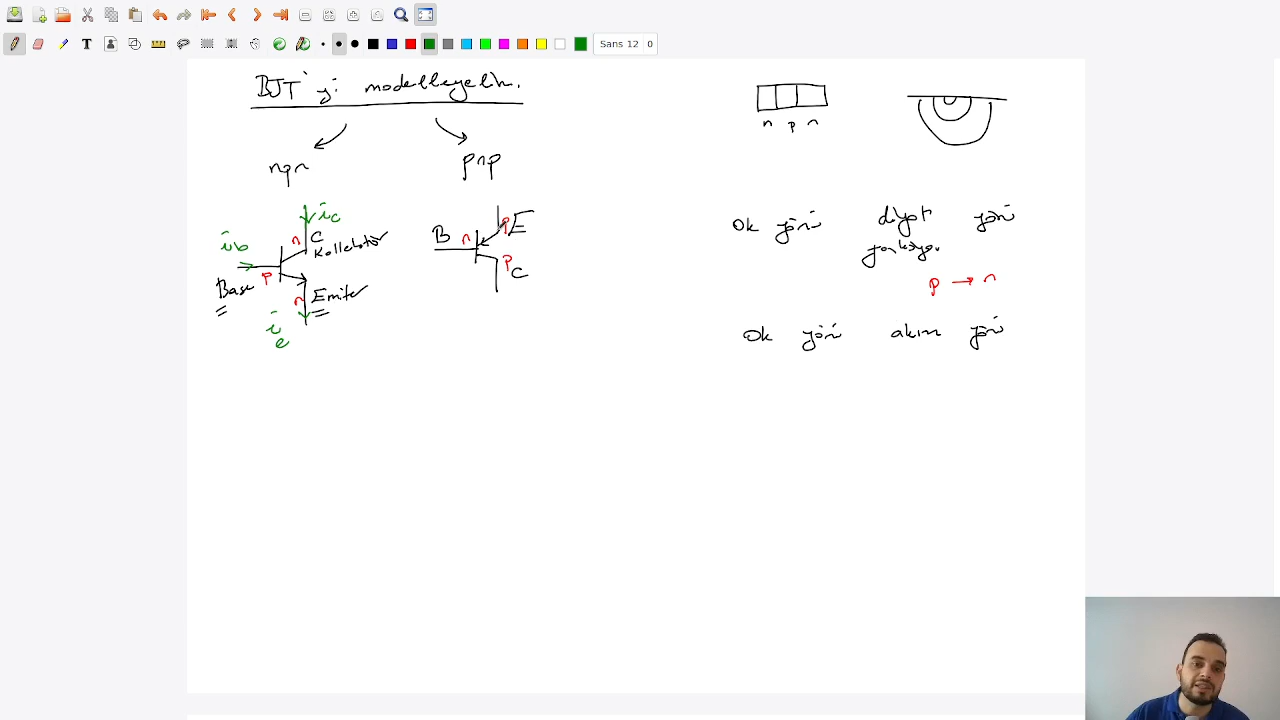 Sans 12 0
BJT'yi modelleyelim.
npn
pnp
n p n
ic
ib
n
C
Kollektör
p
Base
n
Emiter
ie
B
n
p
E
p
C
Ok yönü diyot yönü
p → n
Ok yönü akım yönü